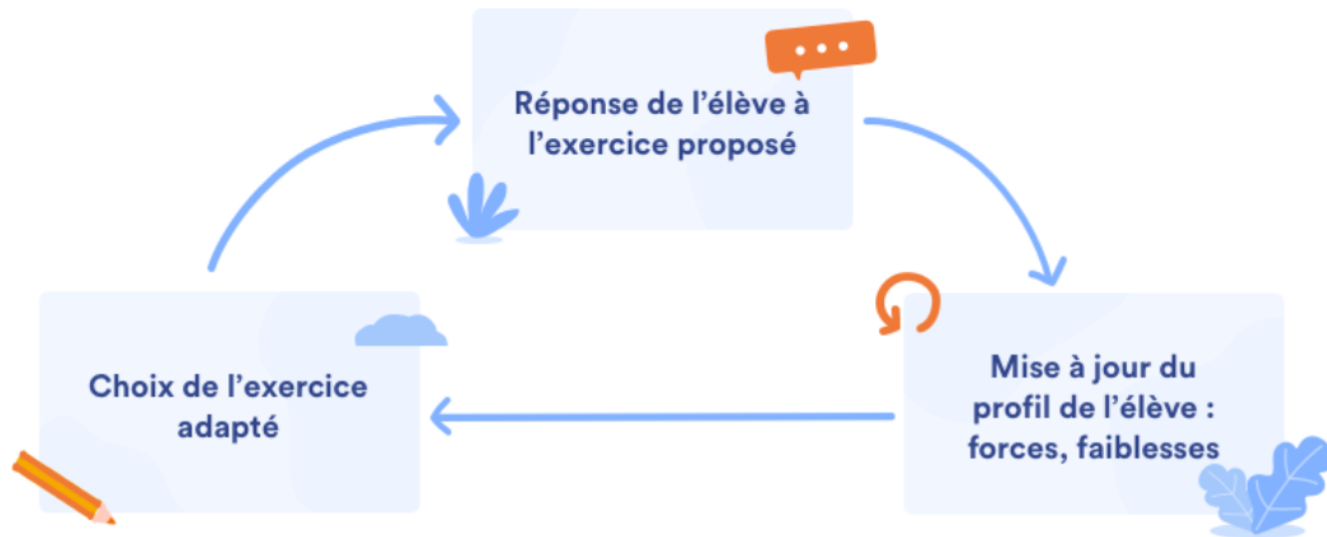 Réponse de l’élève à
l’exercice proposé
Choix de l’exercice
adapté
Mise à jour du
profil de l’élève :
forces, faiblesses